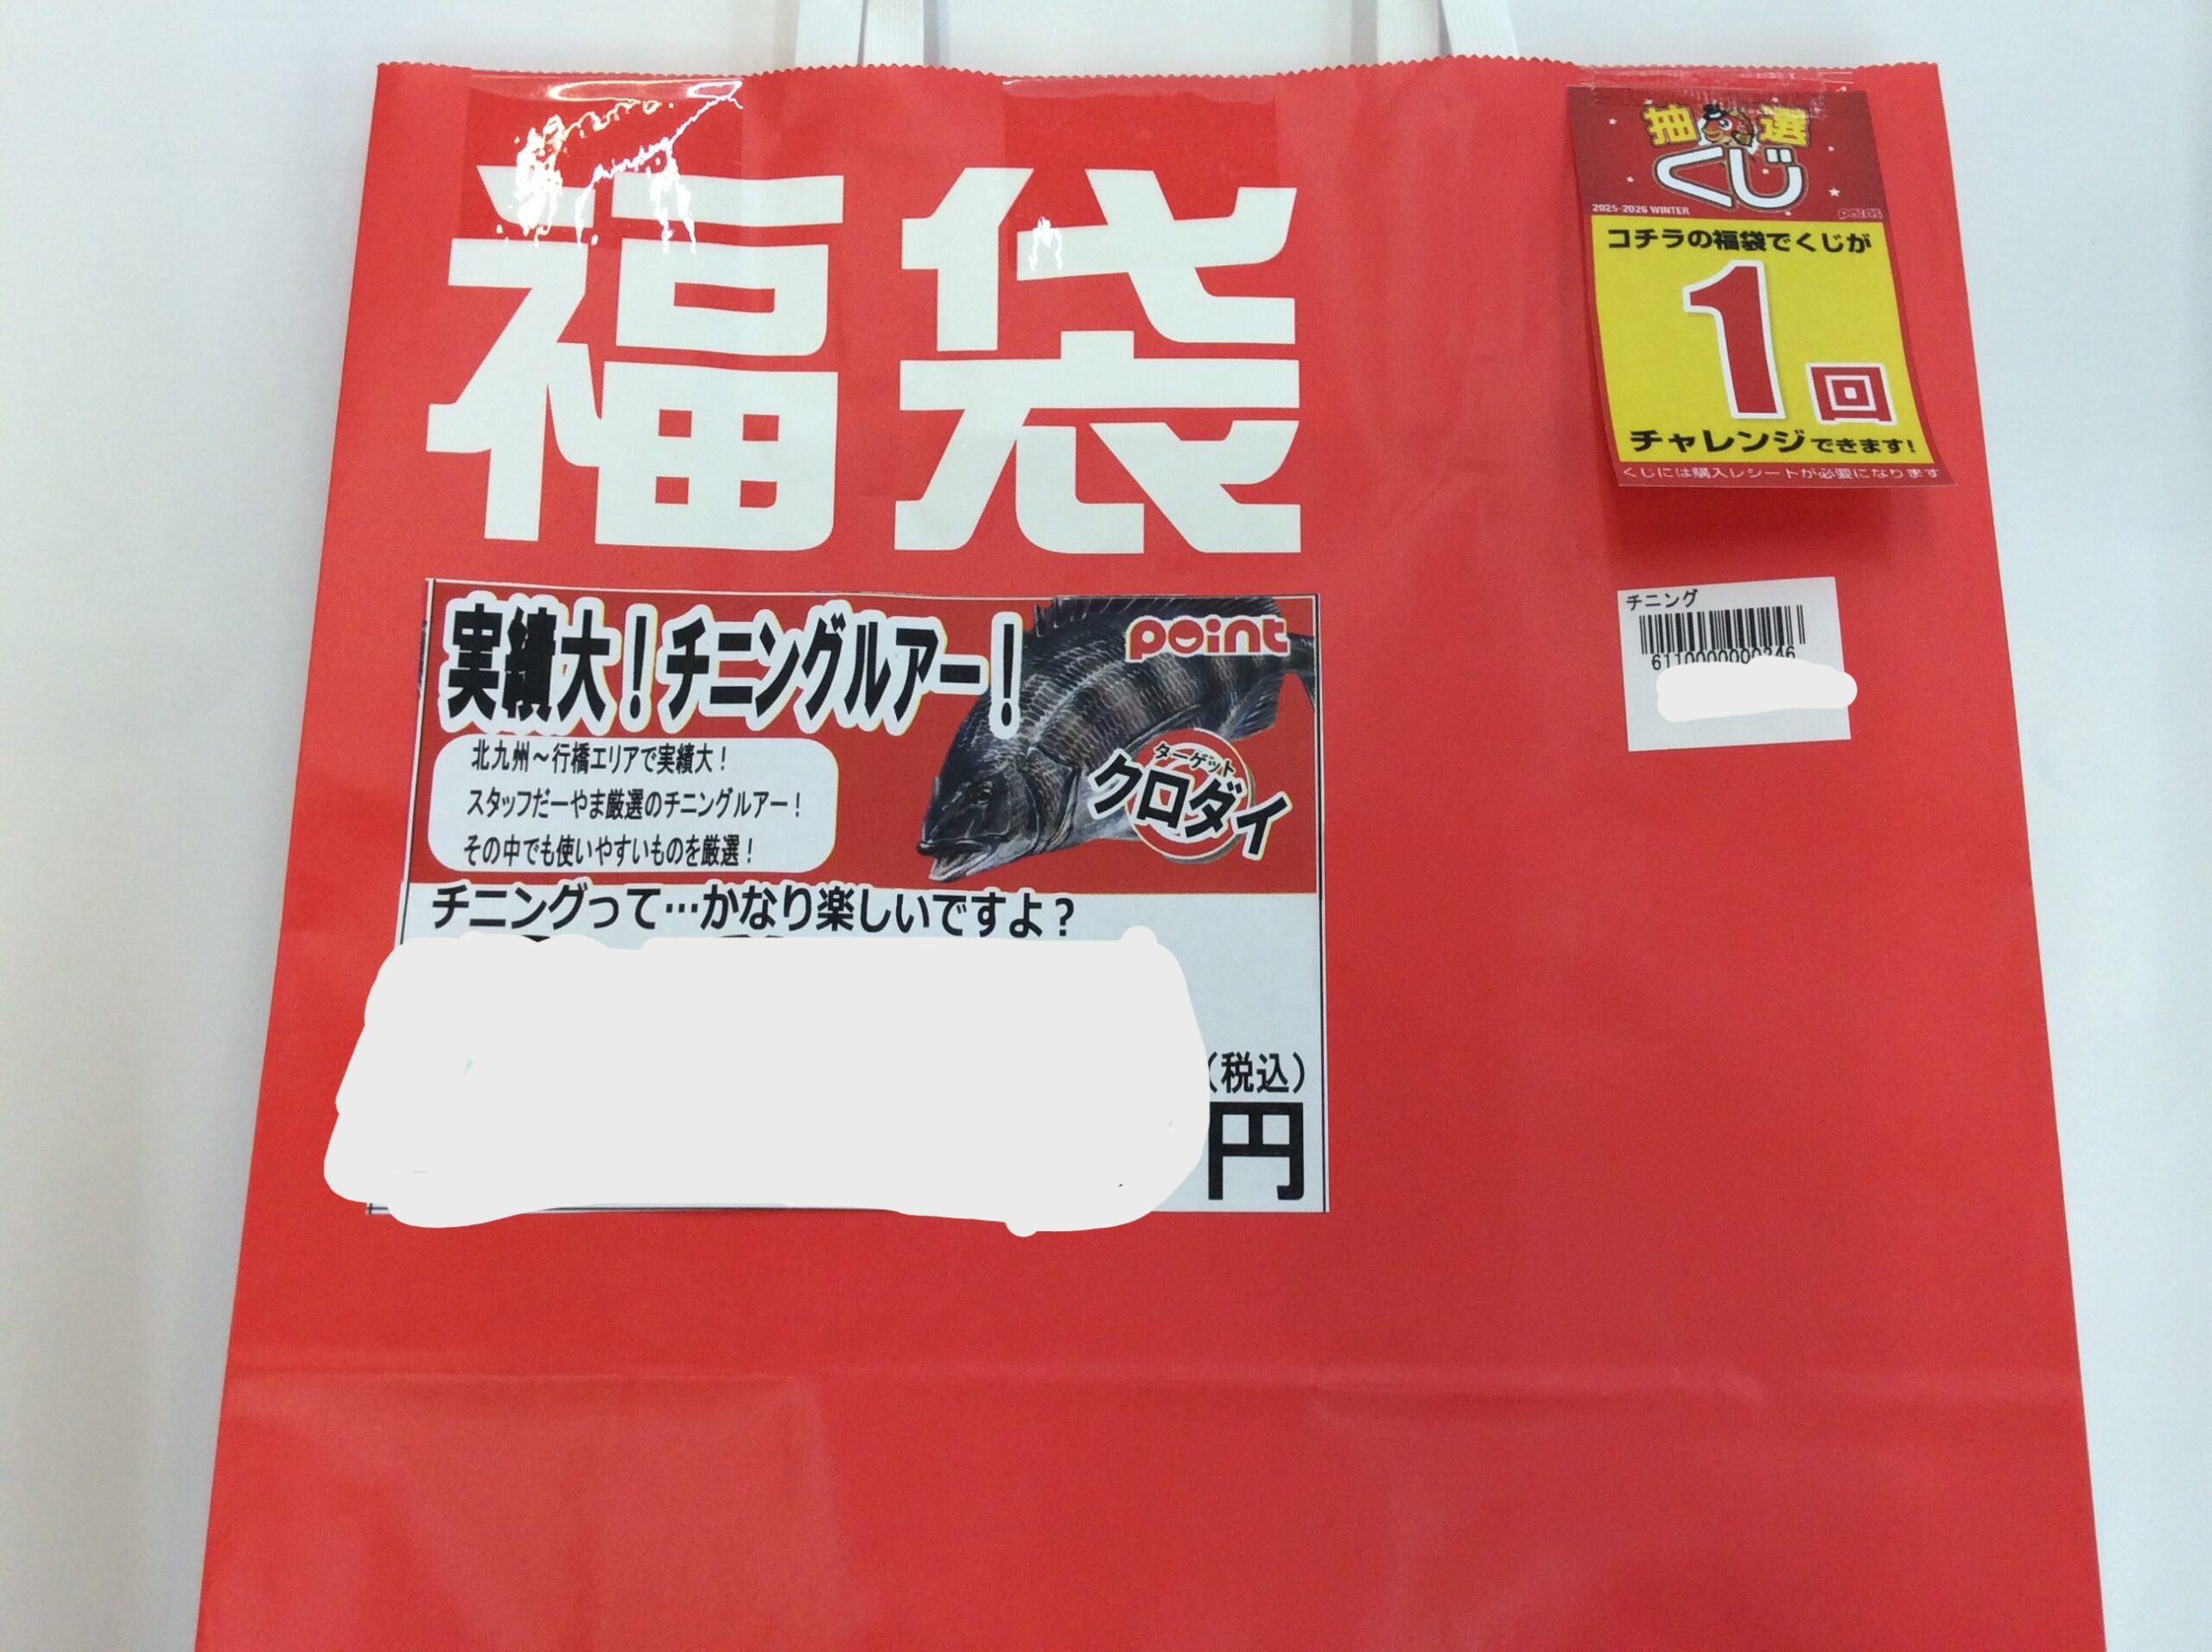 福袋
抽選
くじ
2025-2026 WINTER
point
コチラの福袋でくじが
1回
チャレンジできます!
くじには購入レシートが必要になります
チニング
6110000000246
実績大!チニングルアー!
point
北九州~行橋エリアで実績大!
スタッフだーやま厳選のチニングルアー!
その中でも使いやすいものを厳選!
ターゲット
クロダイ
チニングって…かなり楽しいですよ?
(税込)
円